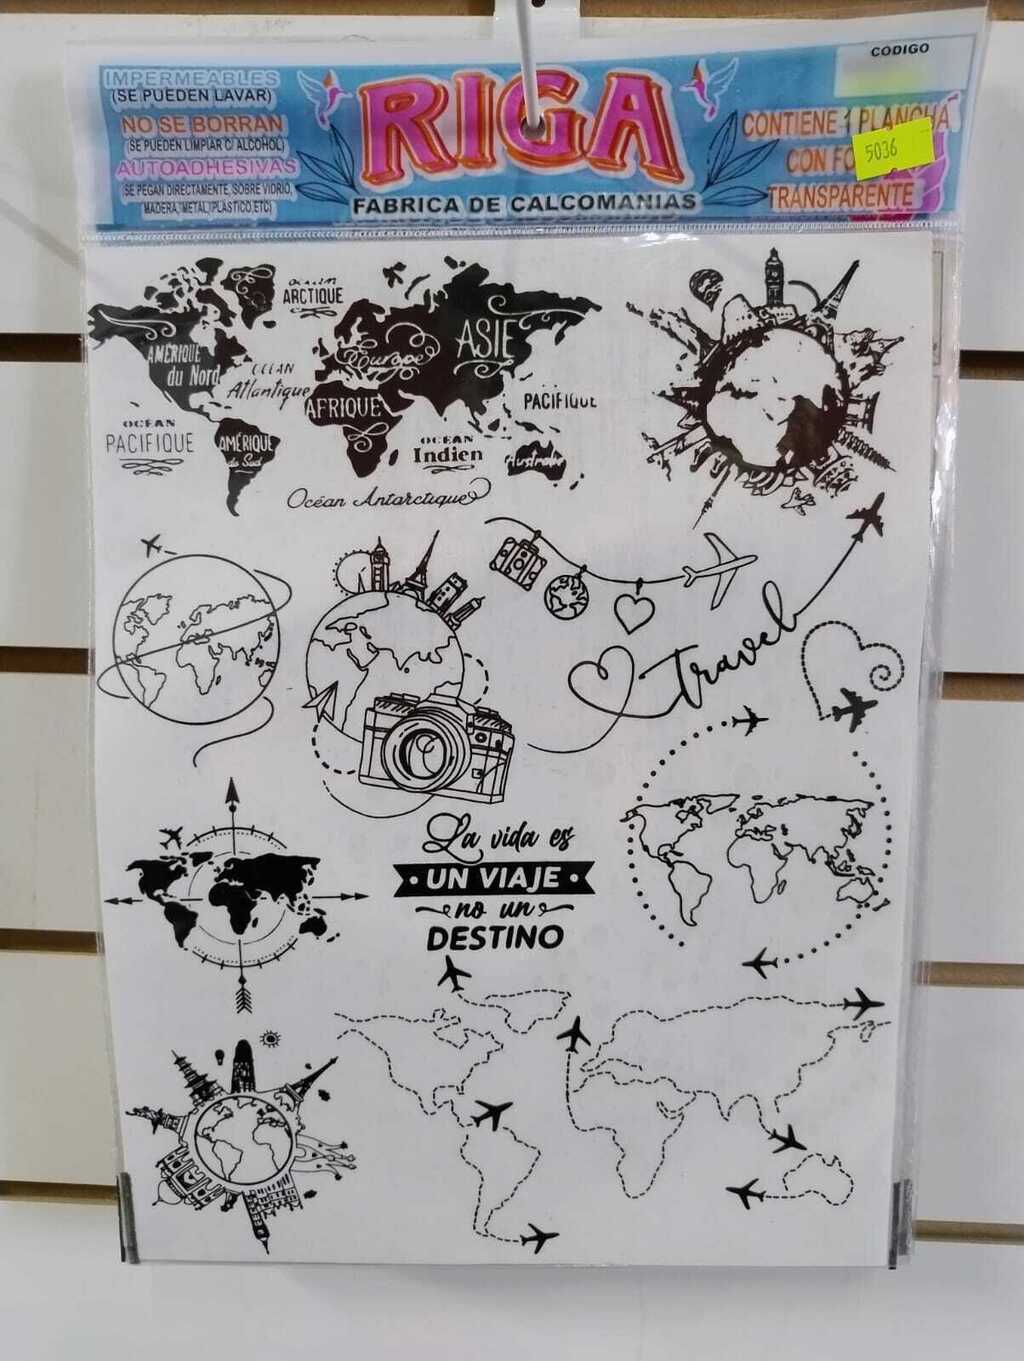 IMPERMEABLES
(SE PUEDEN LAVAR)
NO SE BORRAN
(SE PUEDEN LIMPIAR C/ ALCOHOL)
AUTOADHESIVAS
SE PEGAN DIRECTAMENTE, SOBRE VIDRIO,
MADERA, METAL, PLASTICO, ETC)
RIGA
FABRICA DE CALCOMANIAS
CODIGO
CONTIENE 1 PLANCHA
5036
CON
TRANSPARENTE
OCÉAN
ARCTIQUE
AMÉRIQUE
du Nord
OCÉAN
Atlantique
Europe
ASIE
AFRIQUE
PACIFIQUE
OCÉAN
PACIFIQUE
AMÉRIQUE
du Sud
OCÉAN
Indien
Australie
Océan Antarctique
travel
La vida es
UN VIAJE
no un
DESTINO